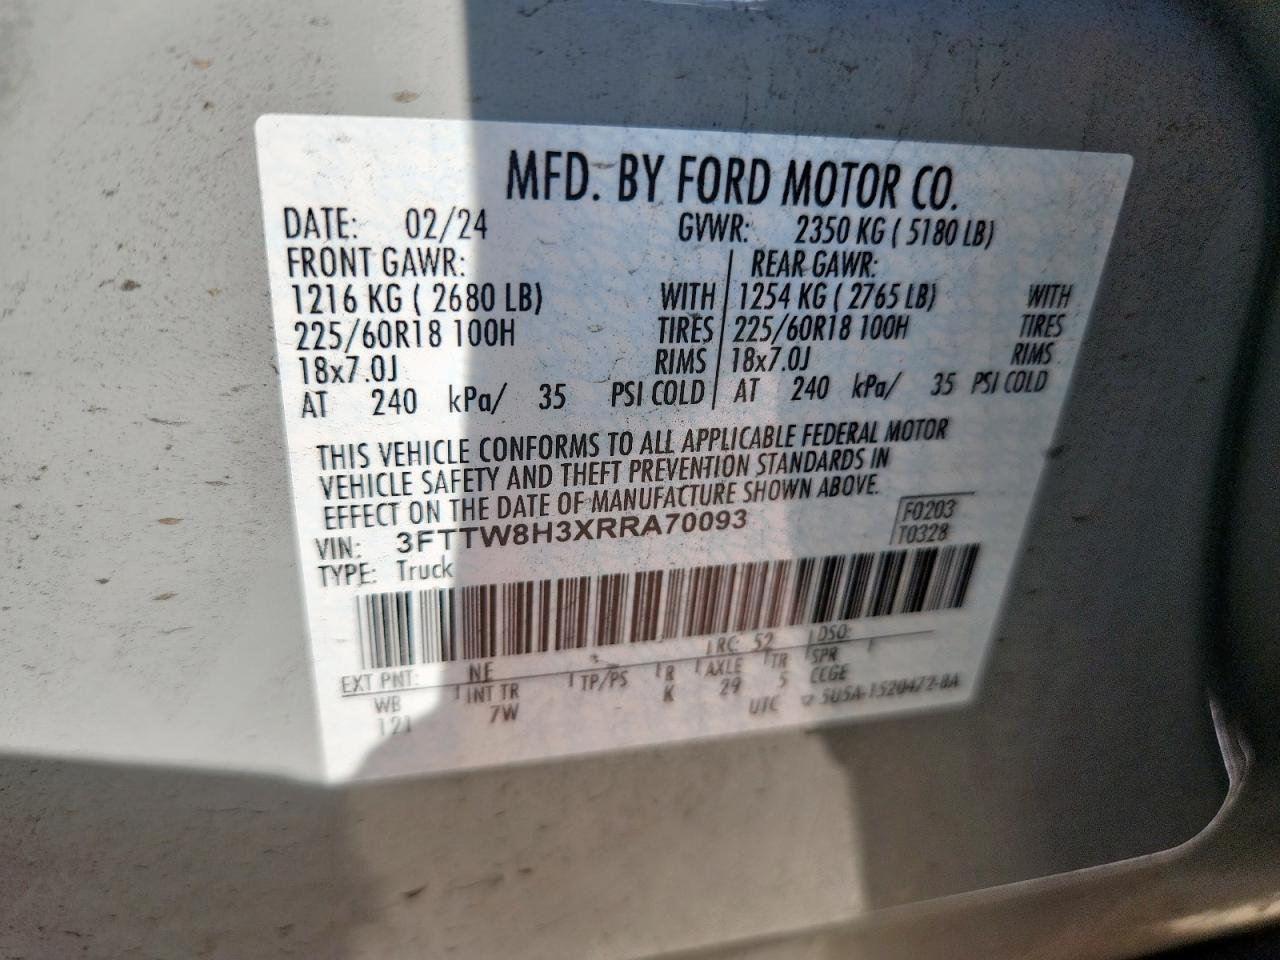 MFD. BY FORD MOTOR CO.
DATE: 02/24 GVWR: 2350 KG ( 5180 LB)
FRONT GAWR: REAR GAWR:
1216 KG ( 2680 LB) WITH 1254 KG ( 2765 LB) WITH
225/60R18 100H TIRES 225/60R18 100H TIRES
18x7.0J RIMS 18x7.0J RIMS
AT 240 kPa/ 35 PSI COLD AT 240 kPa/ 35 PSI COLD
THIS VEHICLE CONFORMS TO ALL APPLICABLE FEDERAL MOTOR
VEHICLE SAFETY AND THEFT PREVENTION STANDARDS IN
EFFECT ON THE DATE OF MANUFACTURE SHOWN ABOVE.
VIN: 3FTTW8H3XRRA70093 F0203
TYPE: Truck T0328
EXT PNT: NE RC: 52 DSO:
WB INT TR TP/PS R AXLE TR SPR
121 7W K 29 5 CCGE
UTC 5U5A-1520472-8A